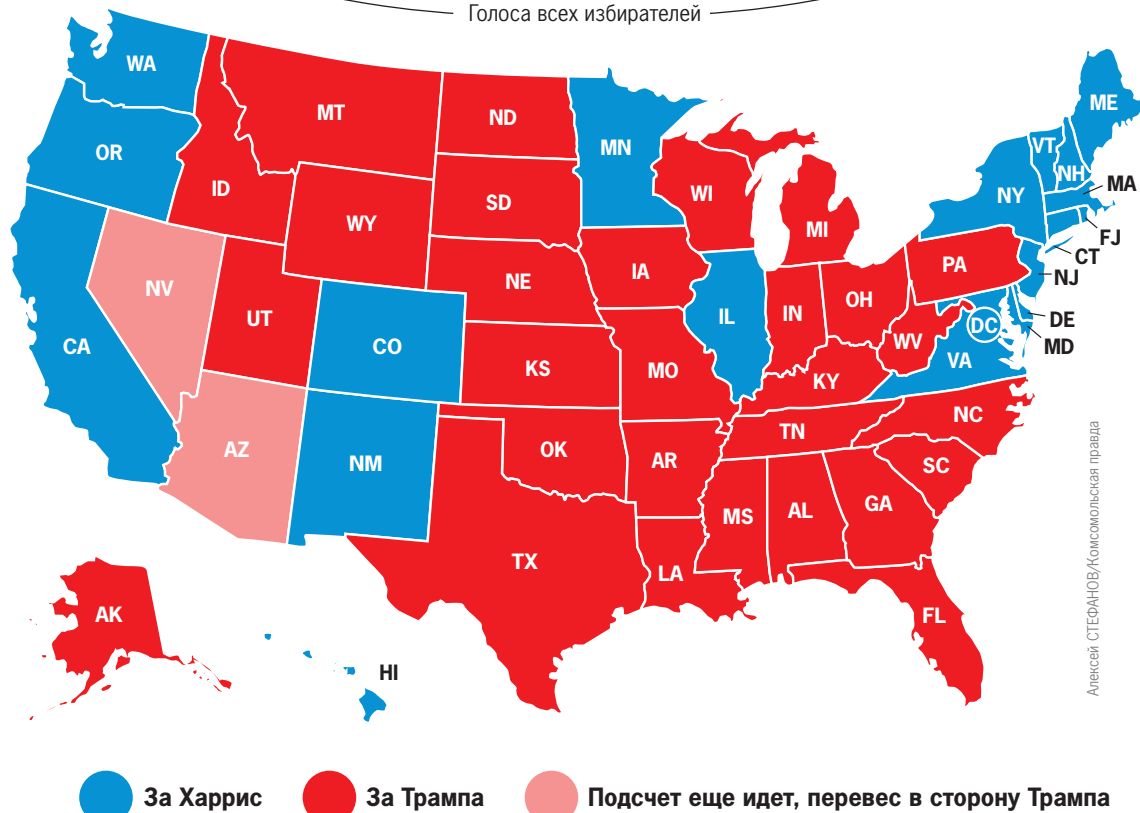 Голоса всех избирателей
WA
MT
ND
MN
ME
OR
ID
SD
WI
VT
NH
NY
MA
WY
MI
FJ
CT
NV
NE
IA
PA
NJ
UT
IL
IN
OH
DE
CA
CO
DC
MD
KS
MO
WV
VA
KY
NC
TN
AZ
NM
OK
AR
SC
MS
AL
GA
TX
LA
AK
FL
HI
Алексей СТЕФАНОВ/Комсомольская правда
За Харрис
За Трампа
Подсчет еще идет, перевес в сторону Трампа